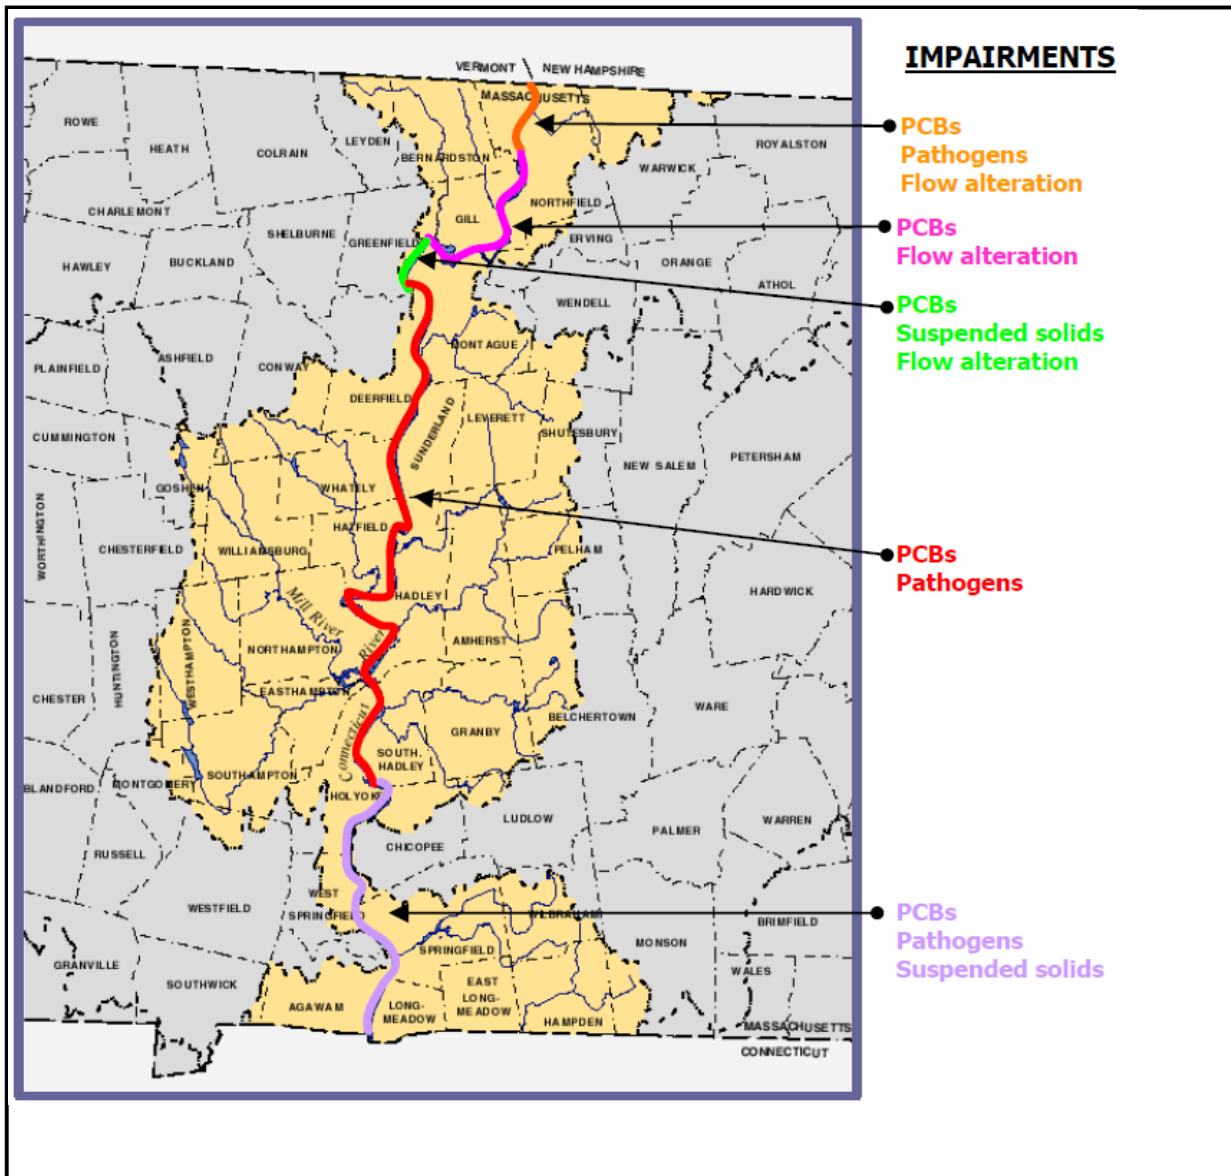 IMPAIRMENTS
VERMONT
NEW HAMPSHIRE
MASSACHUSETTS
ROWE
HEATH
COLRAIN
LEYDEN
BERNARDSTON
WARWICK
ROYALSTON
PCBs
Pathogens
Flow alteration
CHARLEMONT
SHELBURNE
GREENFIELD
GILL
NORTHFIELD
ERVING
PCBs
Flow alteration
HAWLEY
BUCKLAND
ORANGE
ATHOL
WENDELL
PCBs
Suspended solids
Flow alteration
PLAINFIELD
ASHFIELD
CONWAY
MONTAGUE
DEERFIELD
SUNDERLAND
LEVERETT
SHUTESBURY
CUMMINGTON
NEW SALEM
PETERSHAM
GOSHEN
WHATELY
HATFIELD
WORTHINGTON
CHESTERFIELD
WILLIAMSBURG
PELHAM
PCBs
Pathogens
HARDWICK
HADLEY
Mill River
AMHERST
NORTHAMPTON
Connecticut River
HUNTINGTON
WESTHAMPTON
CHESTER
EASTHAMPTON
BELCHERTOWN
WARE
GRANBY
SOUTH
HADLEY
BLANDFORD
MONTGOMERY
SOUTHAMPTON
HOLYOKE
LUDLOW
PALMER
WARREN
RUSSELL
CHICOPEE
WESTFIELD
WEST
SPRINGFIELD
WILBRAHAM
BRIMFIELD
PCBs
Pathogens
Suspended solids
SPRINGFIELD
MONSON
GRANVILLE
SOUTHWICK
WALES
AGAWAM
LONG-
MEADOW
EAST
LONG-
MEADOW
HAMPDEN
MASSACHUSETTS
CONNECTICUT